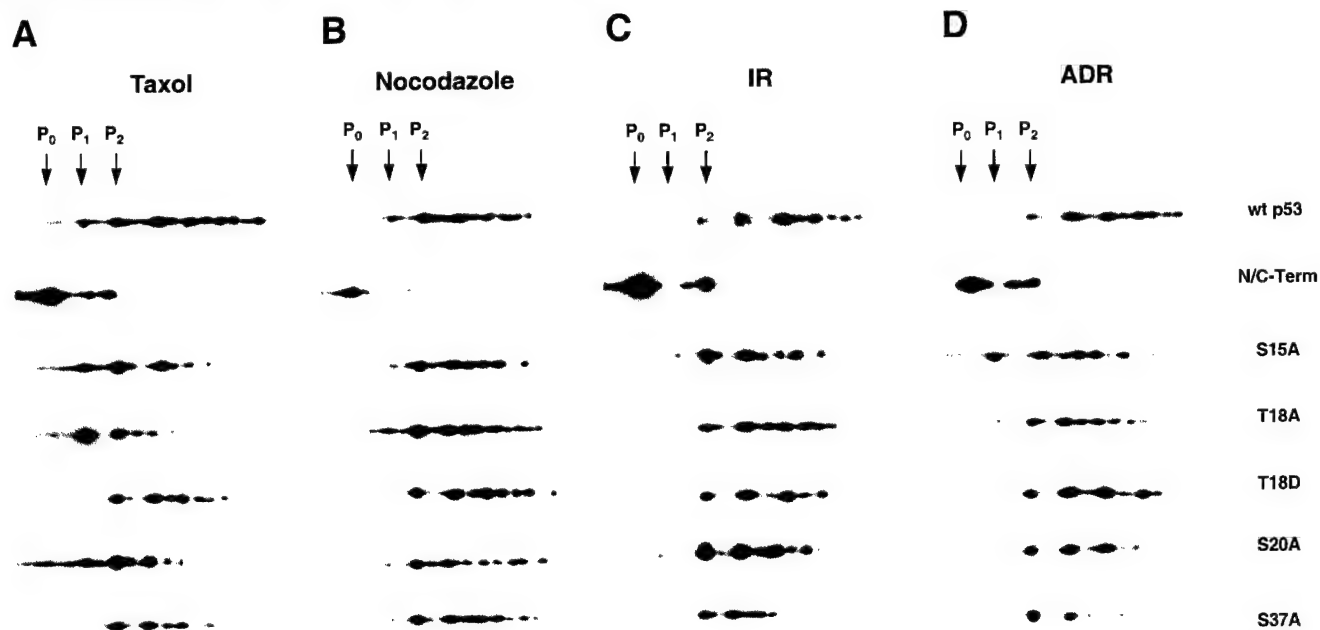 A B C D
Taxol Nocodazole IR ADR
P0 P1 P2 P0 P1 P2 P0 P1 P2 P0 P1 P2
wt p53
N/C-Term
S15A
T18A
T18D
S20A
S37A